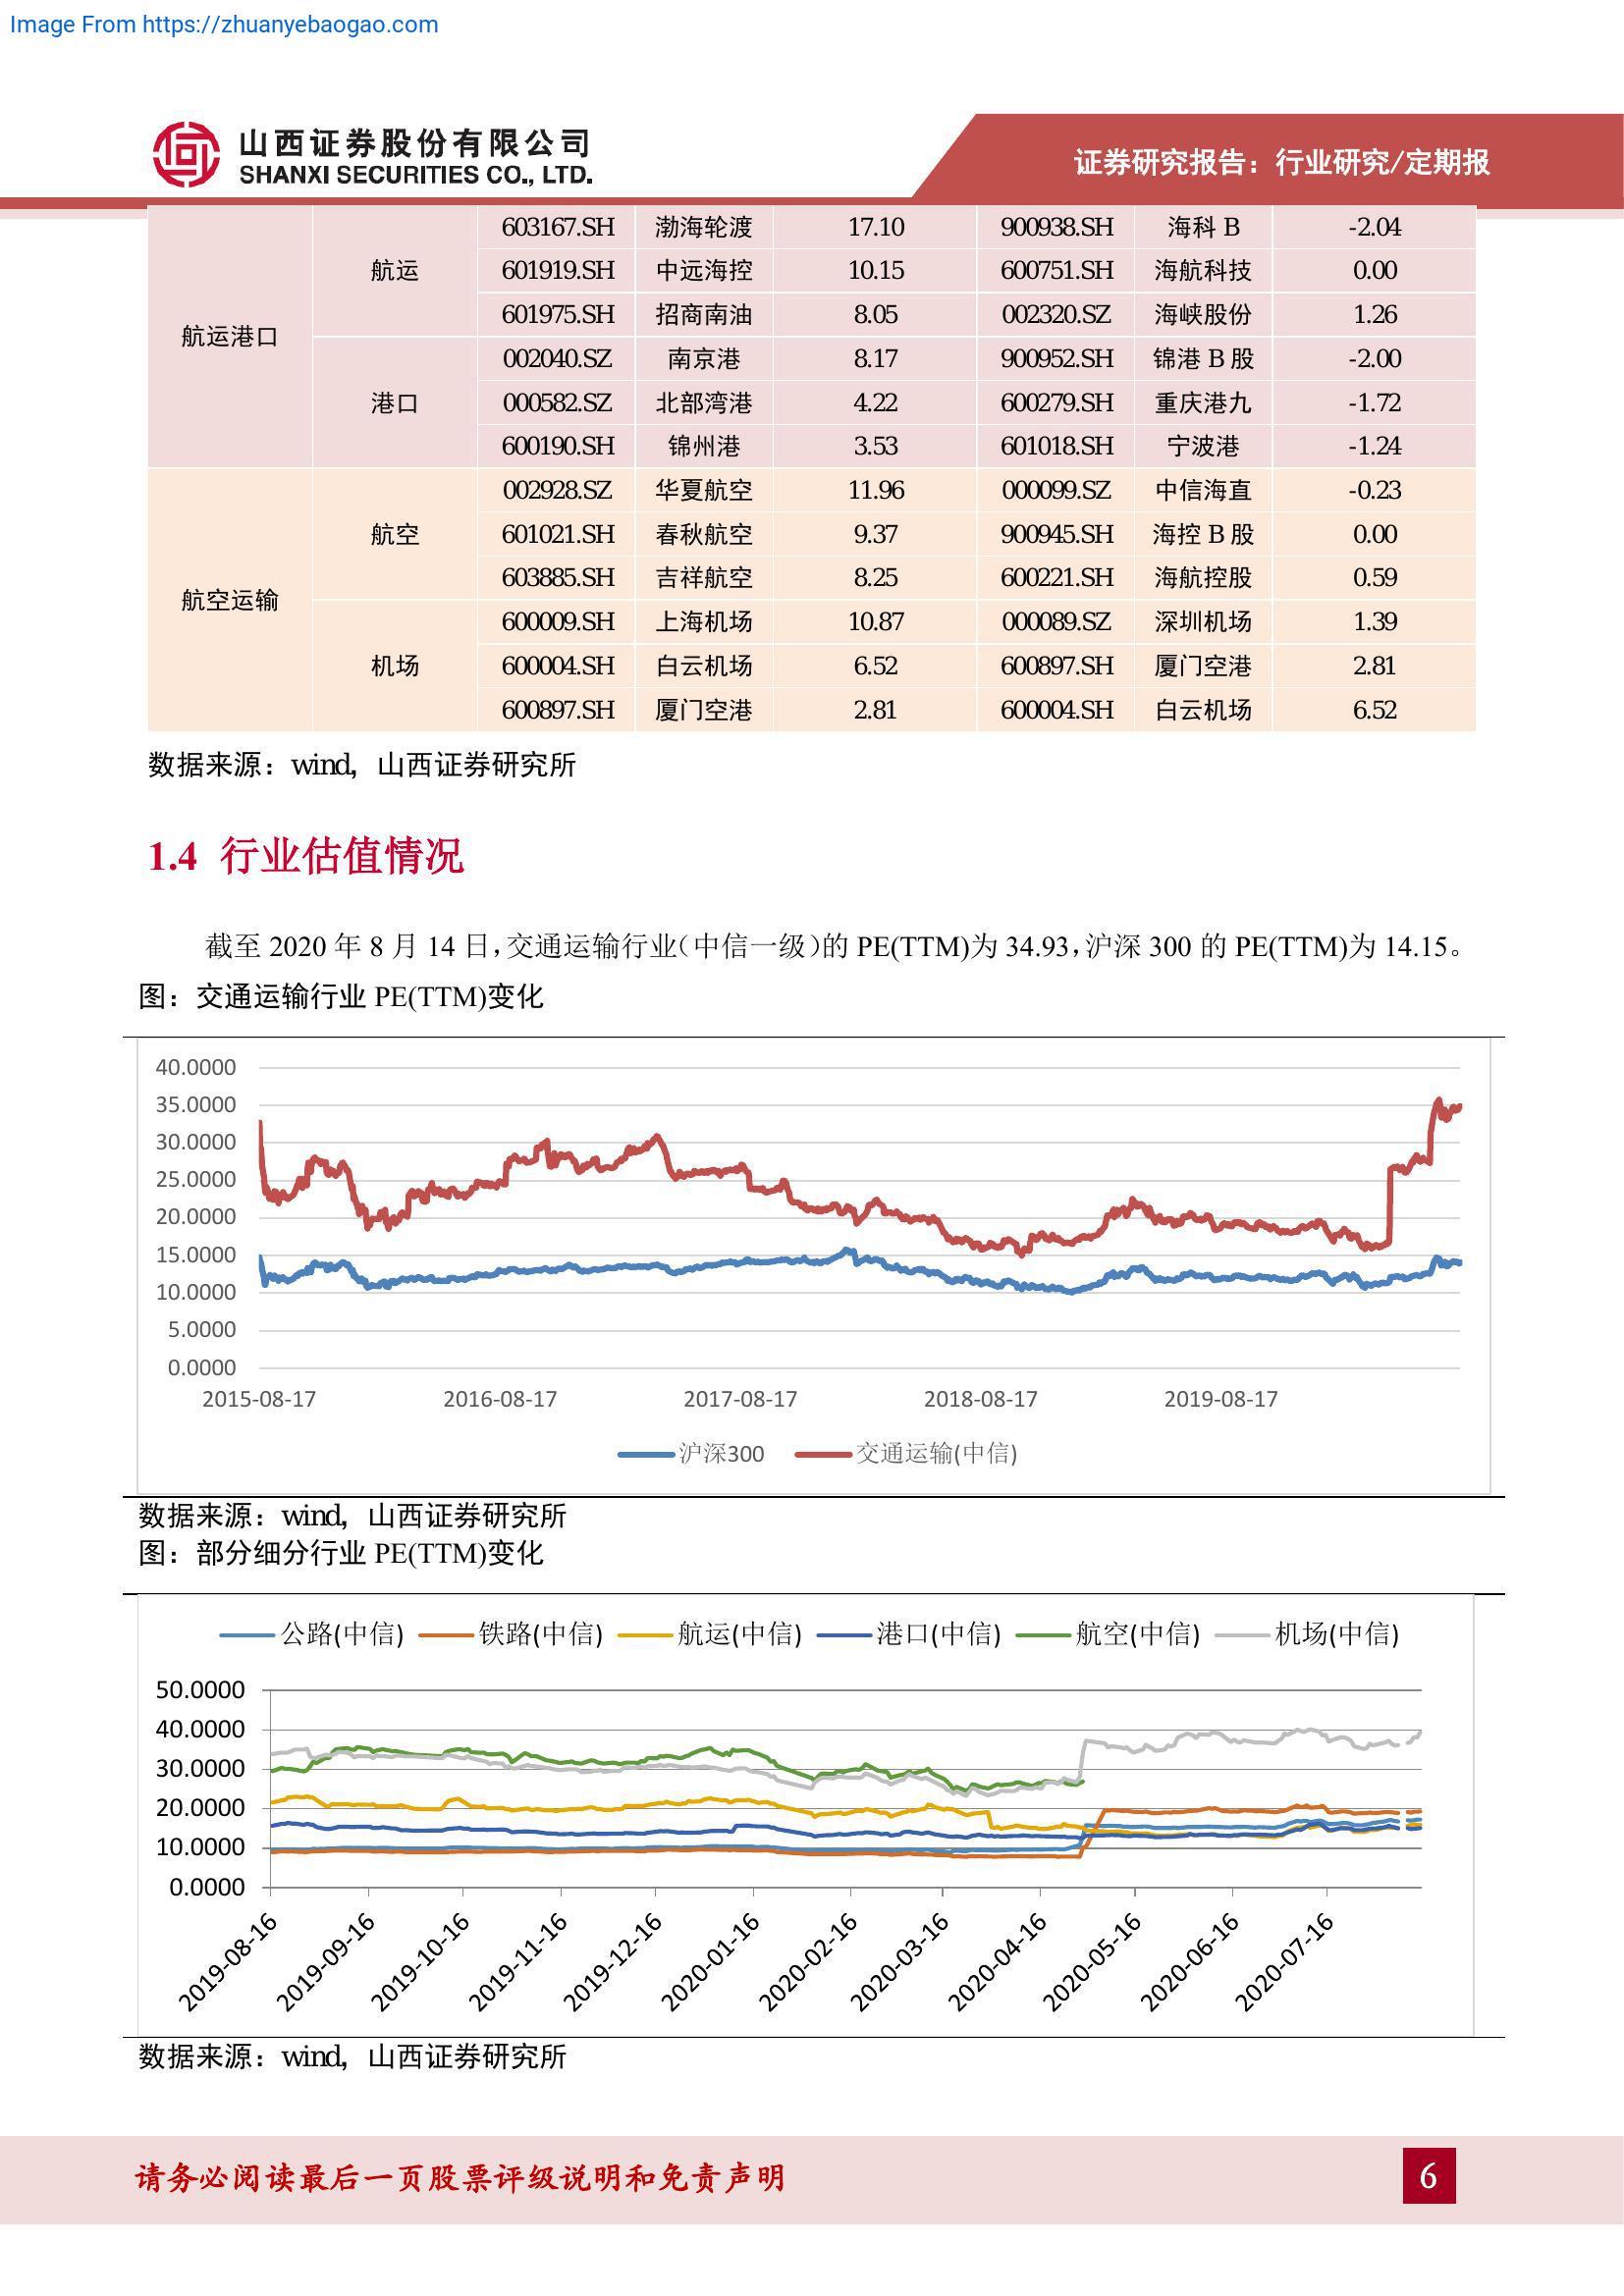 Image From https://zhuanyebaogao.com
山西证券股份有限公司
SHANXI SECURITIES CO., LTD.
证券研究报告：行业研究/定期报
603167.SH 渤海轮渡 17.10 900938.SH 海科 B -2.04
航运 601919.SH 中远海控 10.15 600751.SH 海航科技 0.00
601975.SH 招商南油 8.05 002320.SZ 海峡股份 1.26
航运港口
002040.SZ 南京港 8.17 900952.SH 锦港 B 股 -2.00
港口 000582.SZ 北部湾港 4.22 600279.SH 重庆港九 -1.72
600190.SH 锦州港 3.53 601018.SH 宁波港 -1.24
002928.SZ 华夏航空 11.96 000099.SZ 中信海直 -0.23
航空 601021.SH 春秋航空 9.37 900945.SH 海控 B 股 0.00
603885.SH 吉祥航空 8.25 600221.SH 海航控股 0.59
航空运输
600009.SH 上海机场 10.87 000089.SZ 深圳机场 1.39
机场 600004.SH 白云机场 6.52 600897.SH 厦门空港 2.81
600897.SH 厦门空港 2.81 600004.SH 白云机场 6.52
数据来源：wind，山西证券研究所
1.4 行业估值情况
截至 2020 年 8 月 14 日，交通运输行业（中信一级）的 PE(TTM)为 34.93，沪深 300 的 PE(TTM)为 14.15。
图：交通运输行业 PE(TTM)变化
40.0000
35.0000
30.0000
25.0000
20.0000
15.0000
10.0000
5.0000
0.0000
2015-08-17 2016-08-17 2017-08-17 2018-08-17 2019-08-17
沪深300 交通运输(中信)
数据来源：wind，山西证券研究所
图：部分细分行业 PE(TTM)变化
公路(中信) 铁路(中信) 航运(中信) 港口(中信) 航空(中信) 机场(中信)
50.0000
40.0000
30.0000
20.0000
10.0000
0.0000
2019-08-16 2019-09-16 2019-10-16 2019-11-16 2019-12-16 2020-01-16 2020-02-16 2020-03-16 2020-04-16 2020-05-16 2020-06-16 2020-07-16
数据来源：wind，山西证券研究所
请务必阅读最后一页股票评级说明和免责声明
6